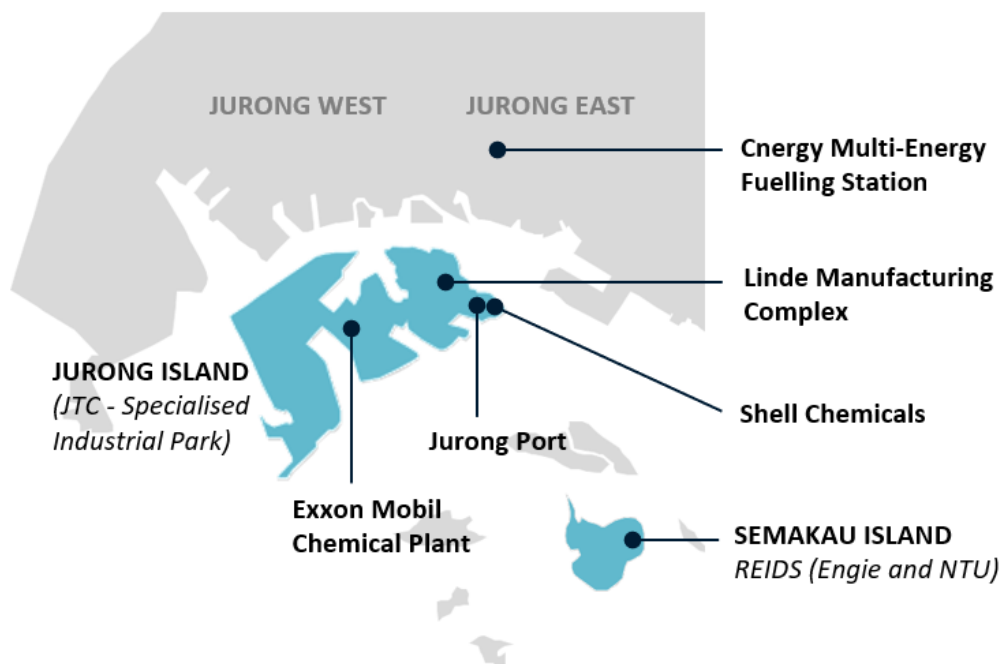 JURONG WEST
JURONG EAST
Cnergy Multi-Energy
Fuelling Station
Linde Manufacturing
Complex
JURONG ISLAND
(JTC - Specialised
Industrial Park)
Shell Chemicals
Jurong Port
Exxon Mobil
Chemical Plant
SEMAKAU ISLAND
REIDS (Engie and NTU)